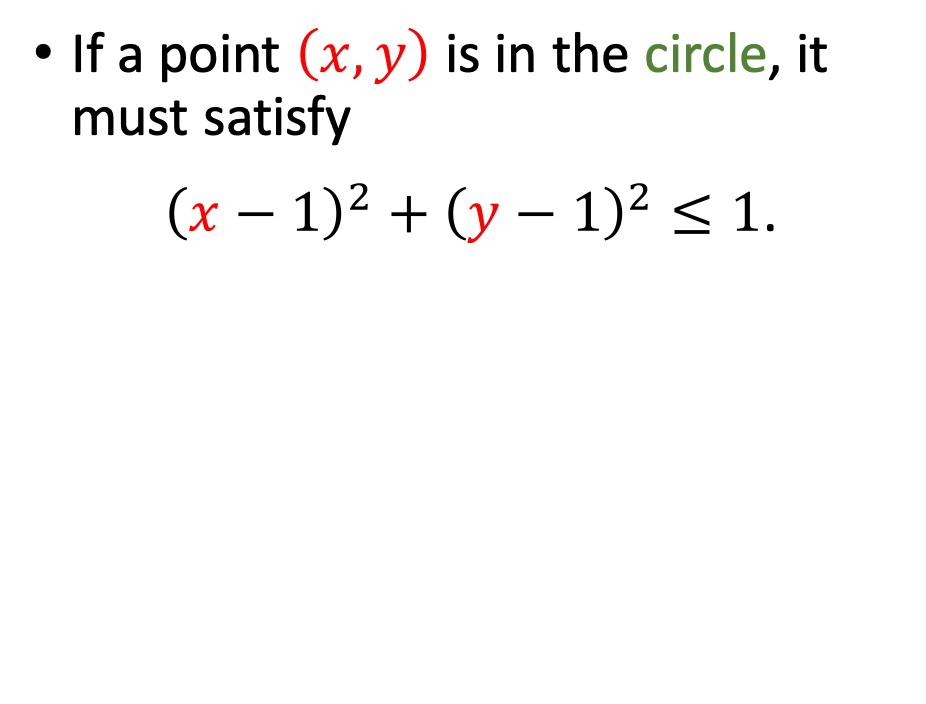 • If a point (x, y) is in the circle, it
must satisfy
(x − 1)² + (y − 1)² ≤ 1.